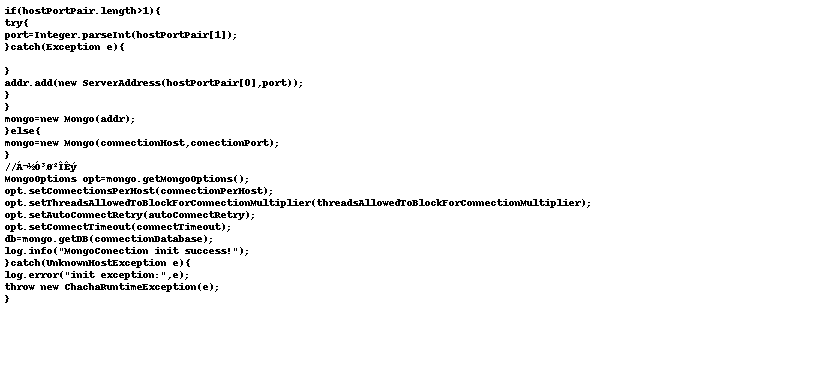 if(hostPortPair.length>1){
try{
port=Integer.parseInt(hostPortPair[1]);
}catch(Exception e){
}
addr.add(new ServerAddress(hostPortPair[0],port));
}
}
mongo=new Mongo(addr);
}else{
mongo=new Mongo(connectionHost,conectionPort);
}
//
MongoOptions opt=mongo.getMongoOptions();
opt.setConnectionsPerHost(connectionPerHost);
opt.setThreadsAllowedToBlockForConnectionMultiplier(threadsAllowedToBlockForConnectionMultiplier);
opt.setAutoConnectRetry(autoConnectRetry);
opt.setConnectTimeout(connectTimeout);
db=mongo.getDB(connectionDatabase);
log.info("MongoConection init success!");
}catch(UnknownHostException e){
log.error("init exception:",e);
throw new ChachaRuntimeException(e);
}